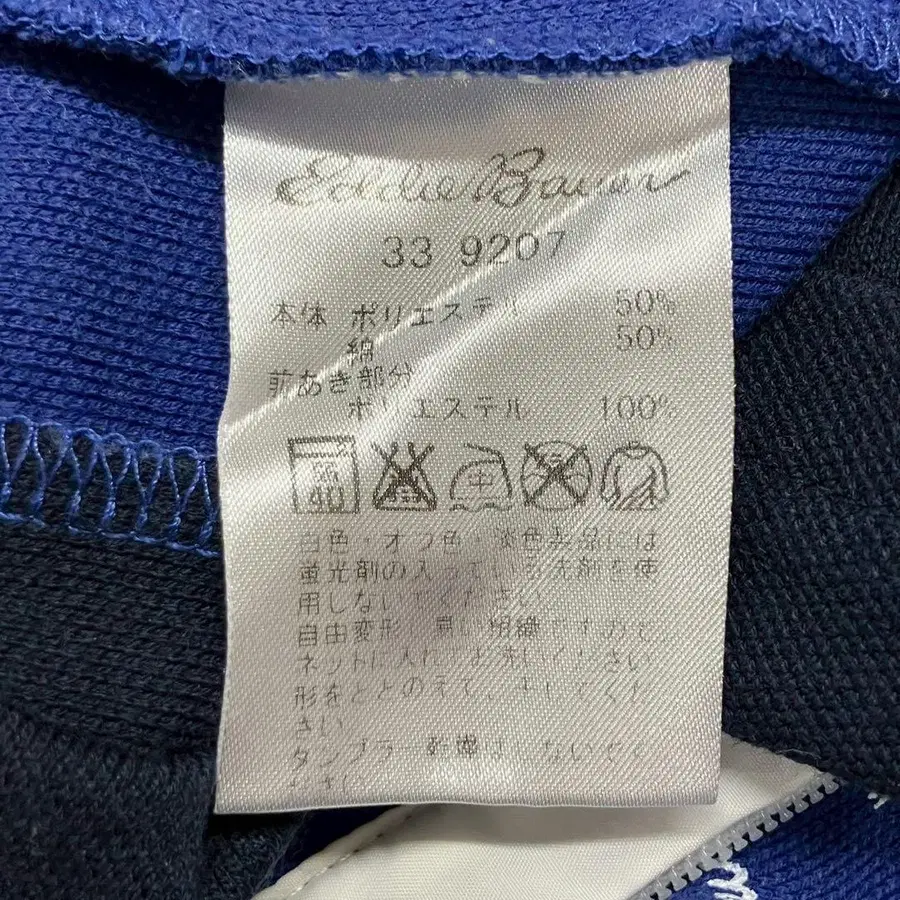 Eddie Bauer
33 9207
本体 ポリエステル 50%
綿 50%
前あき部分
ポリエステル 100%
40 中
白色・オフ色・淡色製品には
蛍光剤の入っている洗剤を使
用しないでください
自由変形し易い組織ですので
ネットに入れてお洗いください
形をととのえて、干してくだ
さい
タンブラー乾燥はしないでく
ださい